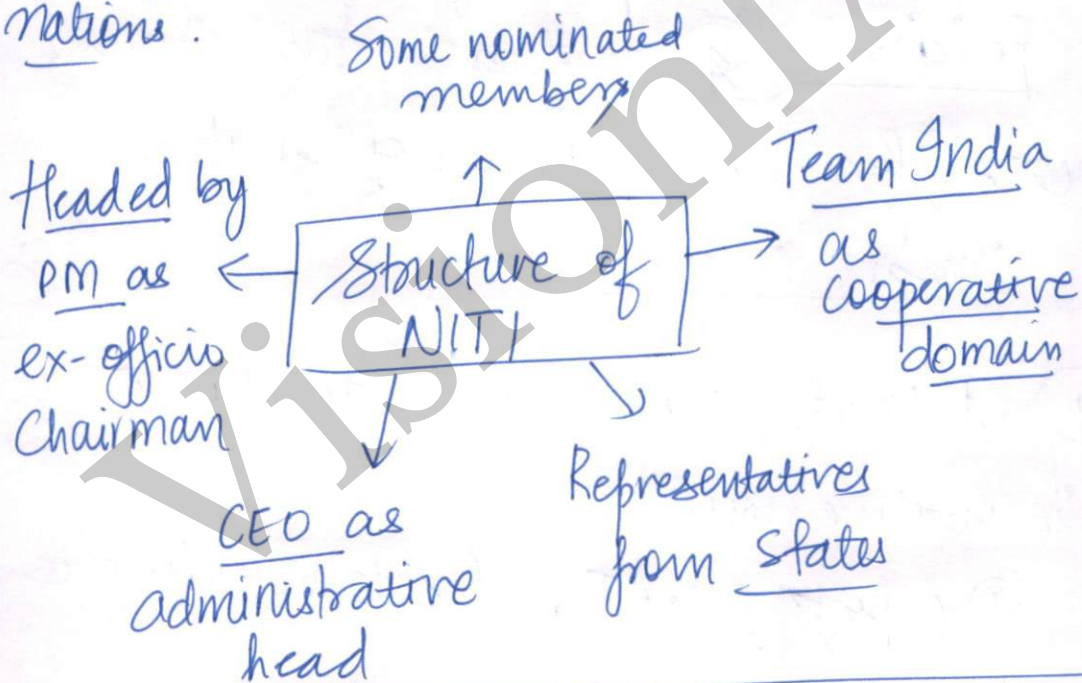 nations.
Some nominated
members
Headed by
PM as
ex-officio
Chairman
Structure of
NITI
Team India
as
cooperative
domain
CEO as
administrative
head
Representatives
from States
VisionI